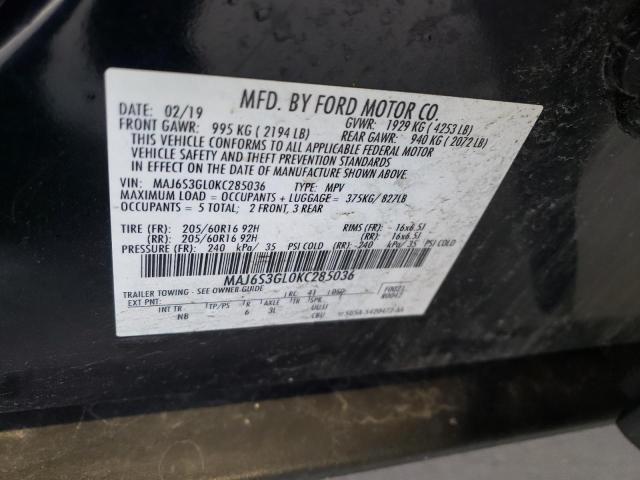 MFD. BY FORD MOTOR CO.
DATE: 02/19 GVWR: 1929 KG ( 4253 LB)
FRONT GAWR: 995 KG ( 2194 LB) REAR GAWR: 940 KG ( 2072 LB)
THIS VEHICLE CONFORMS TO ALL APPLICABLE FEDERAL MOTOR
VEHICLE SAFETY AND THEFT PREVENTION STANDARDS
IN EFFECT ON THE DATE OF MANUFACTURE SHOWN ABOVE.
VIN: MAJ6S3GL0KC285036 TYPE: MPV
MAXIMUM LOAD = OCCUPANTS + LUGGAGE = 375KG/ 827LB
OCCUPANTS = 5 TOTAL; 2 FRONT, 3 REAR
TIRE (FR): 205/60R16 92H RIMS (FR): 16x6.5J
(RR): 205/60R16 92H (RR): 16x6.5J
PRESSURE (FR): 240 kPa/ 35 PSI COLD (RR): 240 kPa/ 35 PSI COLD
MAJ6S3GL0KC285036
TRAILER TOWING - SEE OWNER GUIDE
EXT PNT: RC: 41 DSO:
INT TR TP/PS R AXLE TR SPR
NB 6 3L